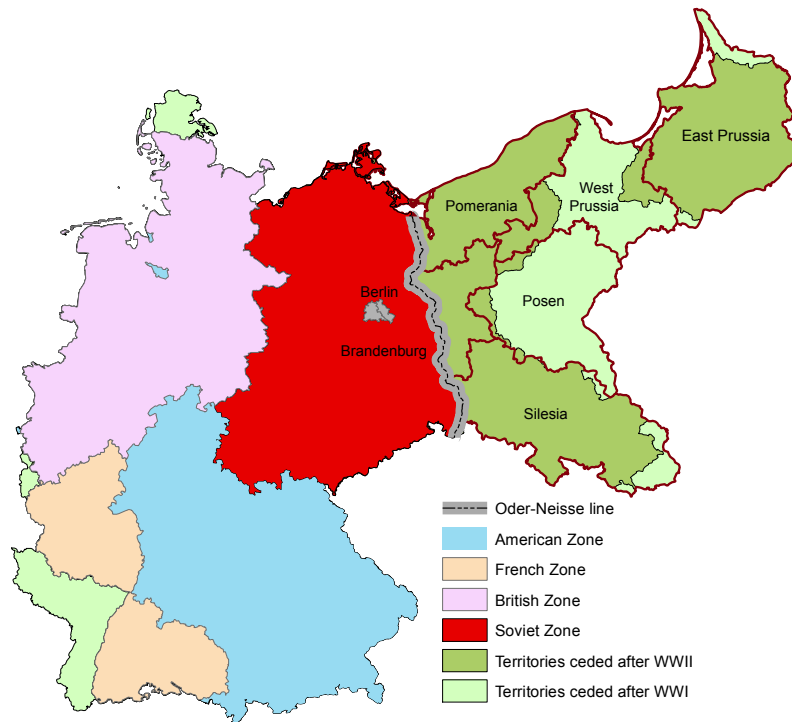 East Prussia
West
Prussia
Pomerania
Berlin
Posen
Brandenburg
Silesia
Oder-Neisse line
American Zone
French Zone
British Zone
Soviet Zone
Territories ceded after WWII
Territories ceded after WWI